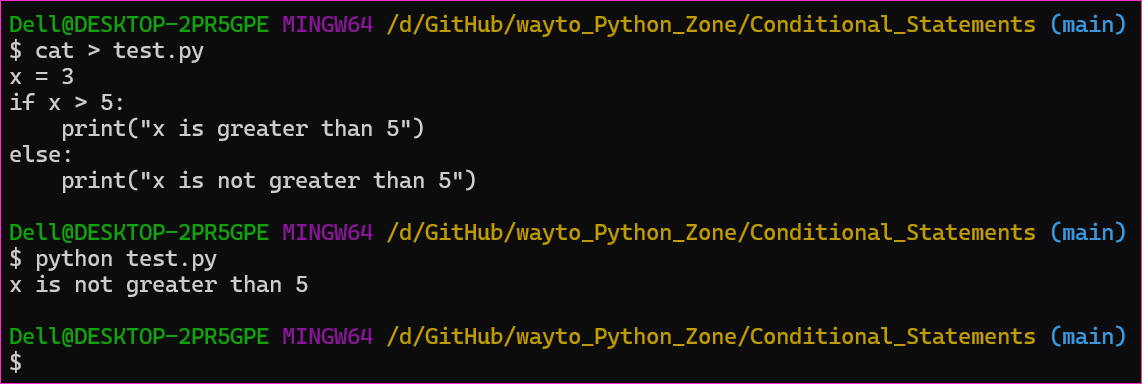 Dell@DESKTOP-2PR5GPE MINGW64 /d/GitHub/wayto_Python_Zone/Conditional_Statements (main)
$ cat > test.py
x = 3
if x > 5:
    print("x is greater than 5")
else:
    print("x is not greater than 5")

Dell@DESKTOP-2PR5GPE MINGW64 /d/GitHub/wayto_Python_Zone/Conditional_Statements (main)
$ python test.py
x is not greater than 5

Dell@DESKTOP-2PR5GPE MINGW64 /d/GitHub/wayto_Python_Zone/Conditional_Statements (main)
$